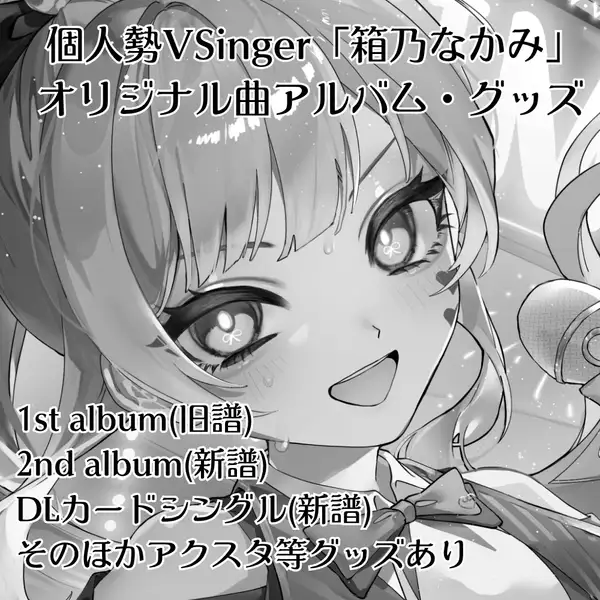 個人勢VSinger「箱乃なかみ」
オリジナル曲アルバム・グッズ
1st album(旧譜)
2nd album(新譜)
DLカードシングル(新譜)
そのほかアクスタ等グッズあり